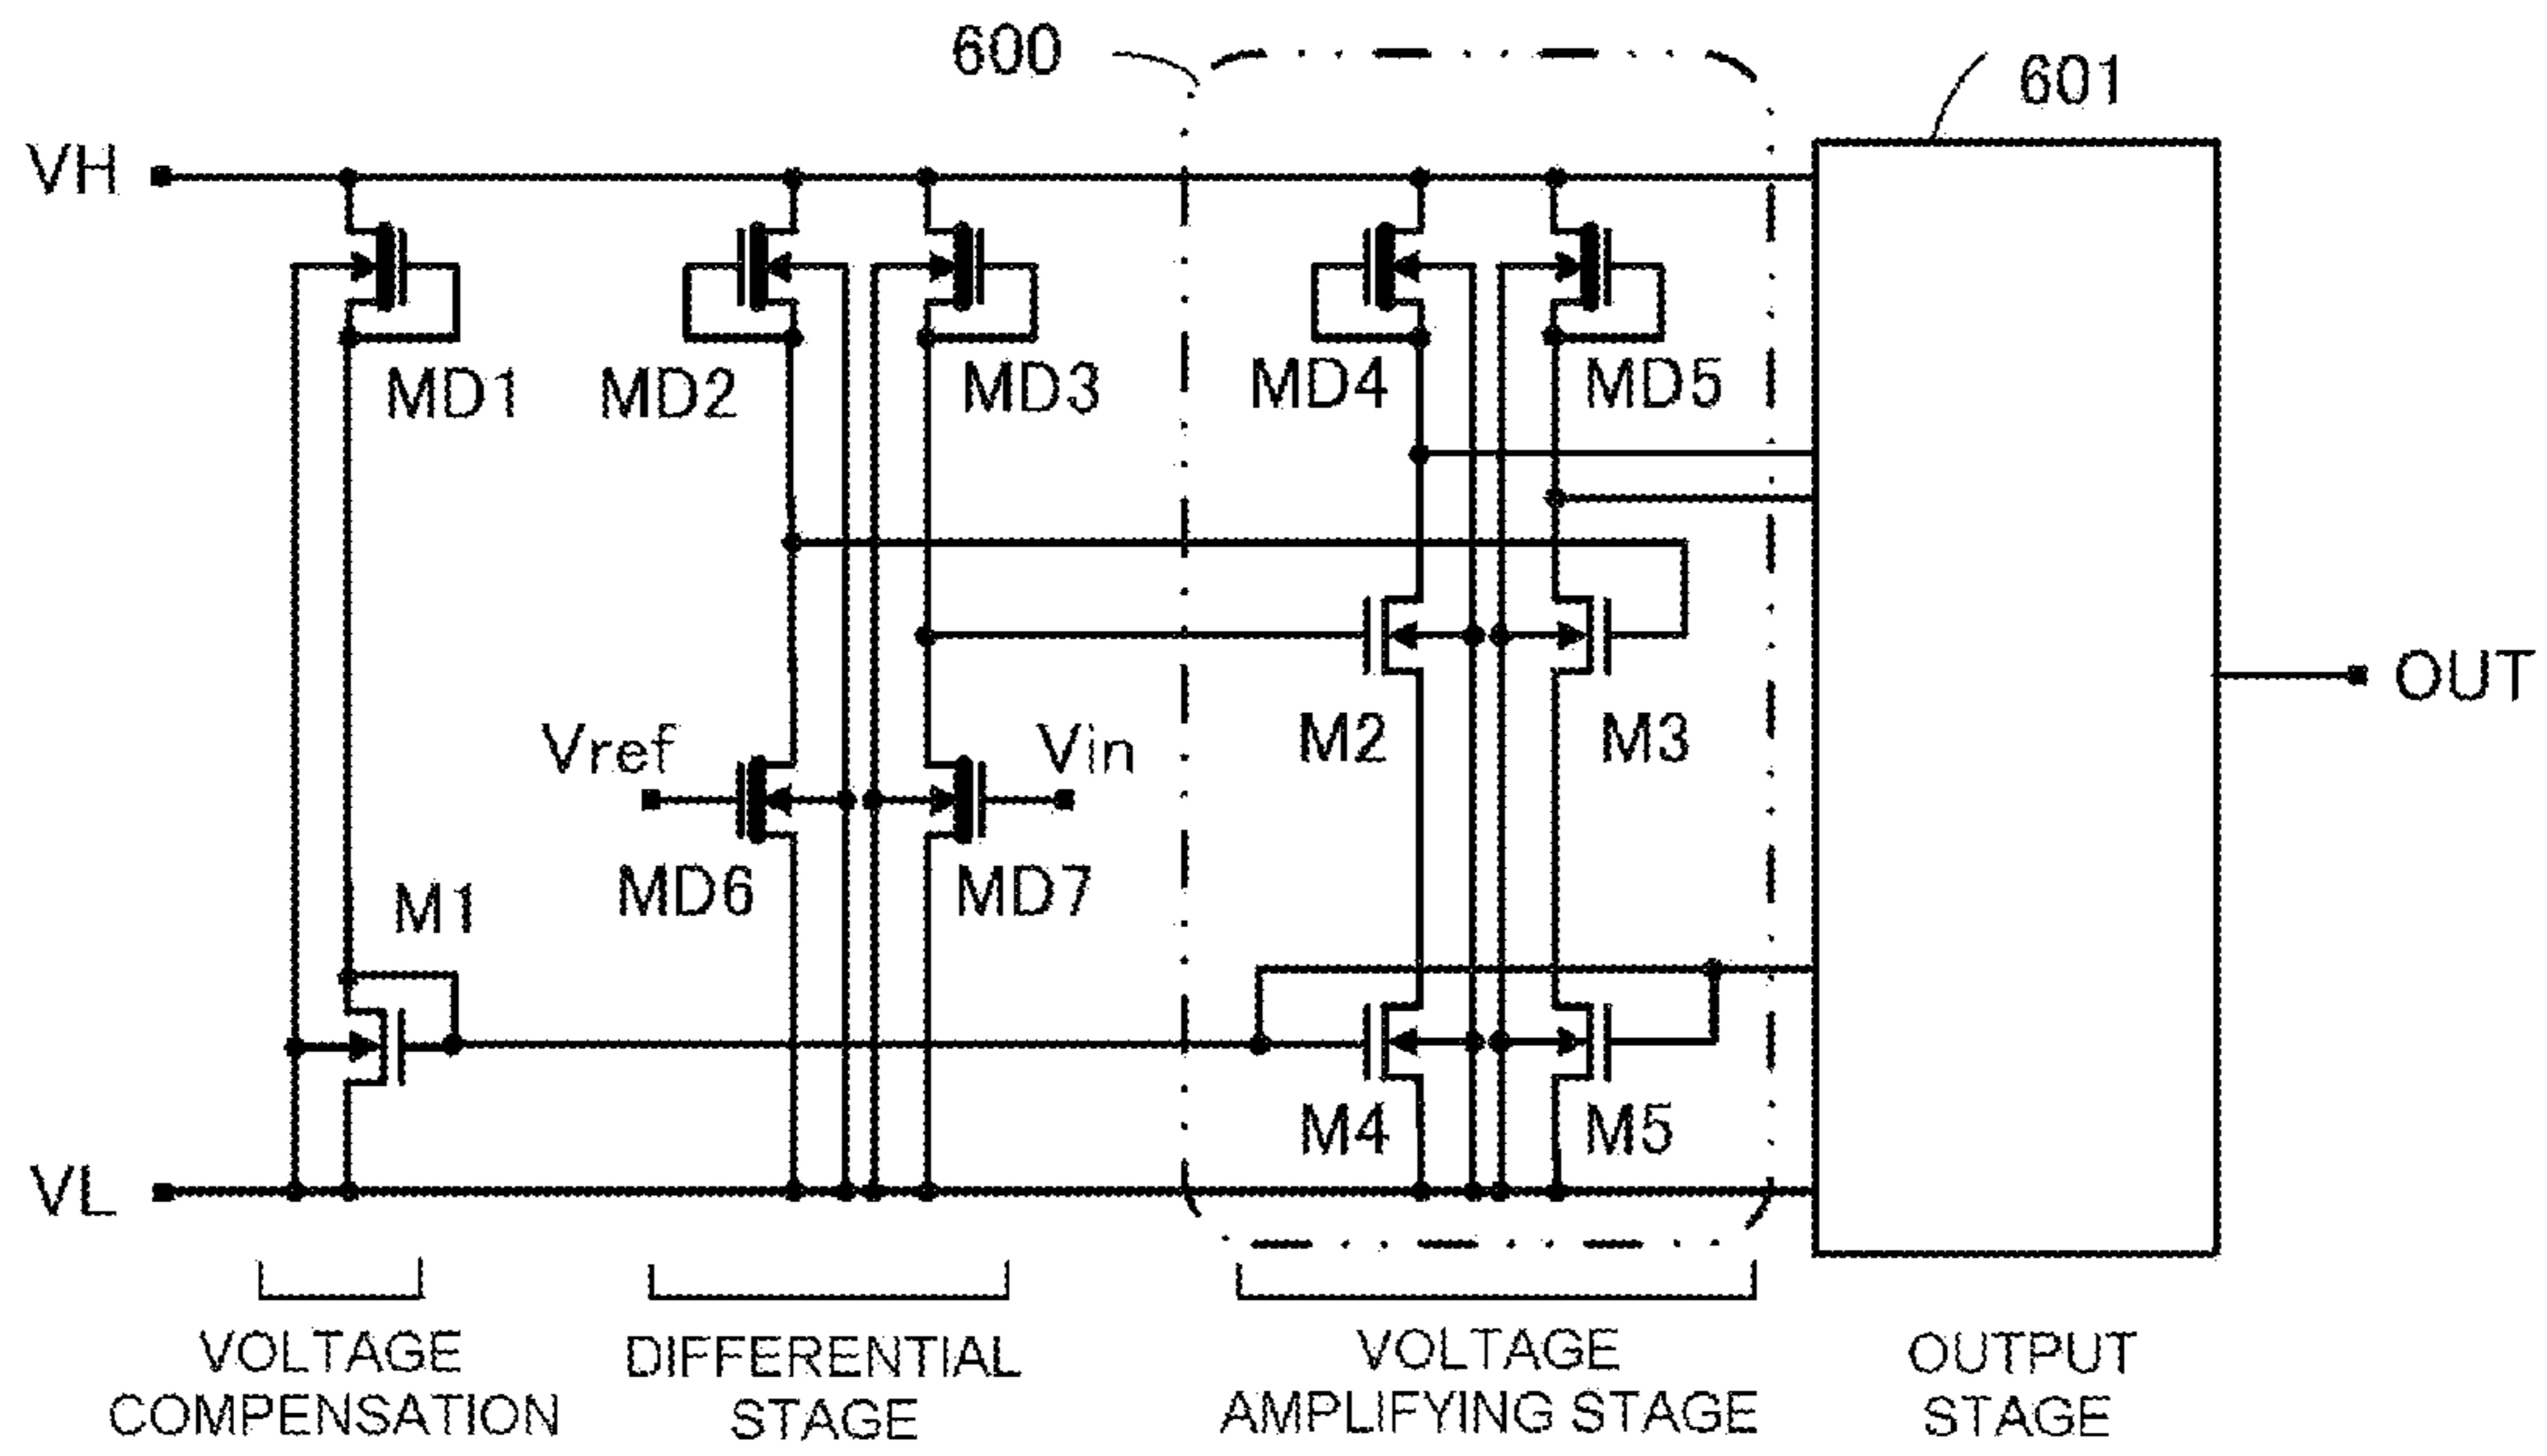 600
601
VH
MD1
MD2
MD3
MD4
MD5
Vref
Vin
M2
M3
OUT
MD6
MD7
M1
M4
M5
VL
VOLTAGE
COMPENSATION
DIFFERENTIAL
STAGE
VOLTAGE
AMPLIFYING STAGE
OUTPUT
STAGE